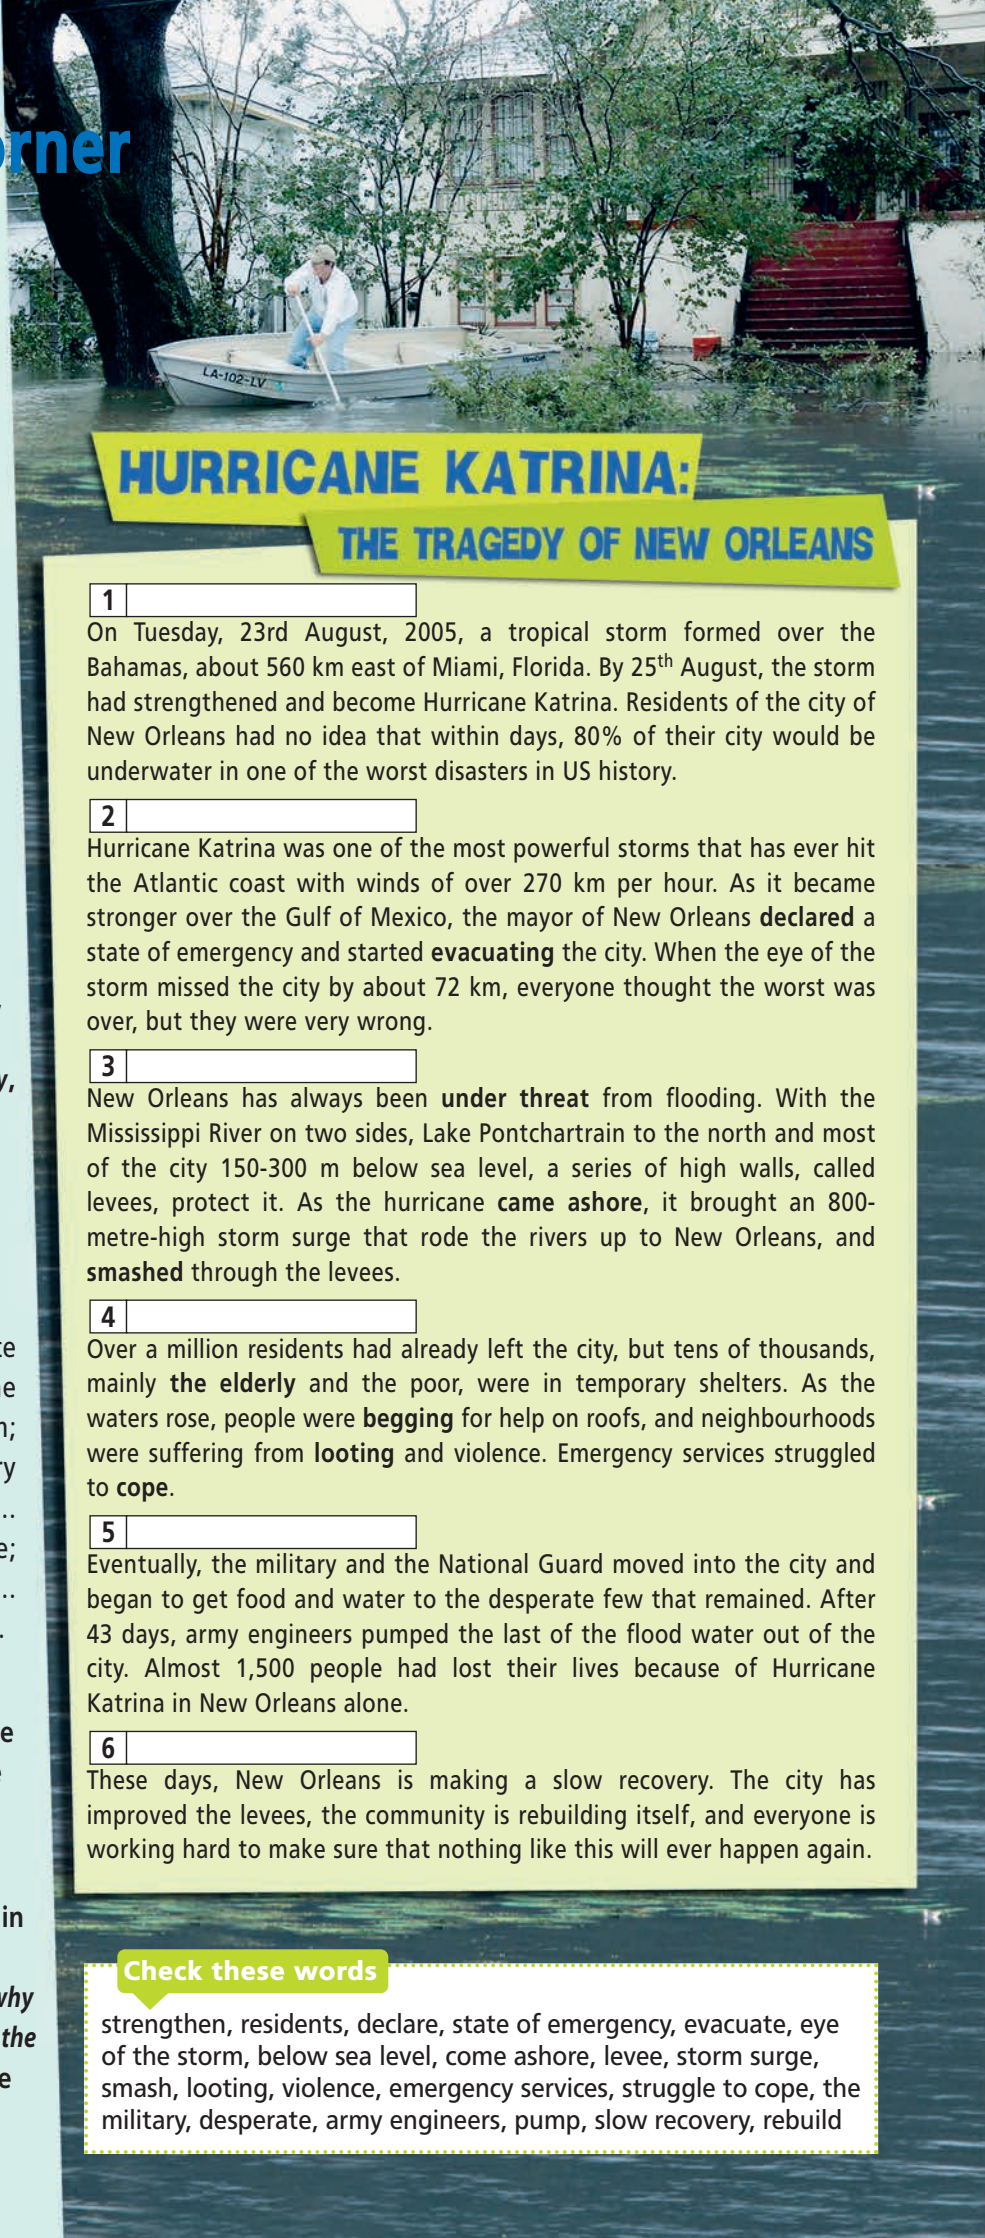 orner
LA-102-LV
HURRICANE KATRINA:
THE TRAGEDY OF NEW ORLEANS
1
On Tuesday, 23rd August, 2005, a tropical storm formed over the
Bahamas, about 560 km east of Miami, Florida. By 25th August, the storm
had strengthened and become Hurricane Katrina. Residents of the city of
New Orleans had no idea that within days, 80% of their city would be
underwater in one of the worst disasters in US history.
2
Hurricane Katrina was one of the most powerful storms that has ever hit
the Atlantic coast with winds of over 270 km per hour. As it became
stronger over the Gulf of Mexico, the mayor of New Orleans declared a
state of emergency and started evacuating the city. When the eye of the
storm missed the city by about 72 km, everyone thought the worst was
over, but they were very wrong.
3
New Orleans has always been under threat from flooding. With the
Mississippi River on two sides, Lake Pontchartrain to the north and most
of the city 150-300 m below sea level, a series of high walls, called
levees, protect it. As the hurricane came ashore, it brought an 800-
metre-high storm surge that rode the rivers up to New Orleans, and
smashed through the levees.
4
Over a million residents had already left the city, but tens of thousands,
mainly the elderly and the poor, were in temporary shelters. As the
waters rose, people were begging for help on roofs, and neighbourhoods
were suffering from looting and violence. Emergency services struggled
to cope.
5
Eventually, the military and the National Guard moved into the city and
began to get food and water to the desperate few that remained. After
43 days, army engineers pumped the last of the flood water out of the
city. Almost 1,500 people had lost their lives because of Hurricane
Katrina in New Orleans alone.
6
These days, New Orleans is making a slow recovery. The city has
improved the levees, the community is rebuilding itself, and everyone is
working hard to make sure that nothing like this will ever happen again.
Check these words
strengthen, residents, declare, state of emergency, evacuate, eye
of the storm, below sea level, come ashore, levee, storm surge,
smash, looting, violence, emergency services, struggle to cope, the
military, desperate, army engineers, pump, slow recovery, rebuild
in
why
the